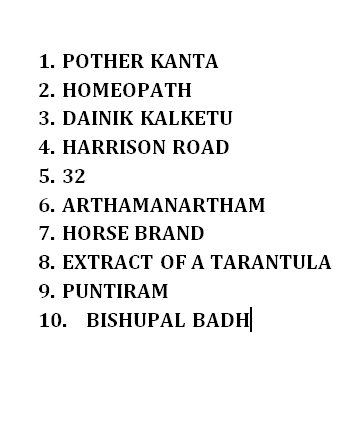 1. POTHER KANTA
2. HOMEOPATH
3. DAINIK KALKETU
4. HARRISON ROAD
5. 32
6. ARTHAMANARTHAM
7. HORSE BRAND
8. EXTRACT OF A TARANTULA
9. PUNTIRAM
10. BISHUPAL BADH